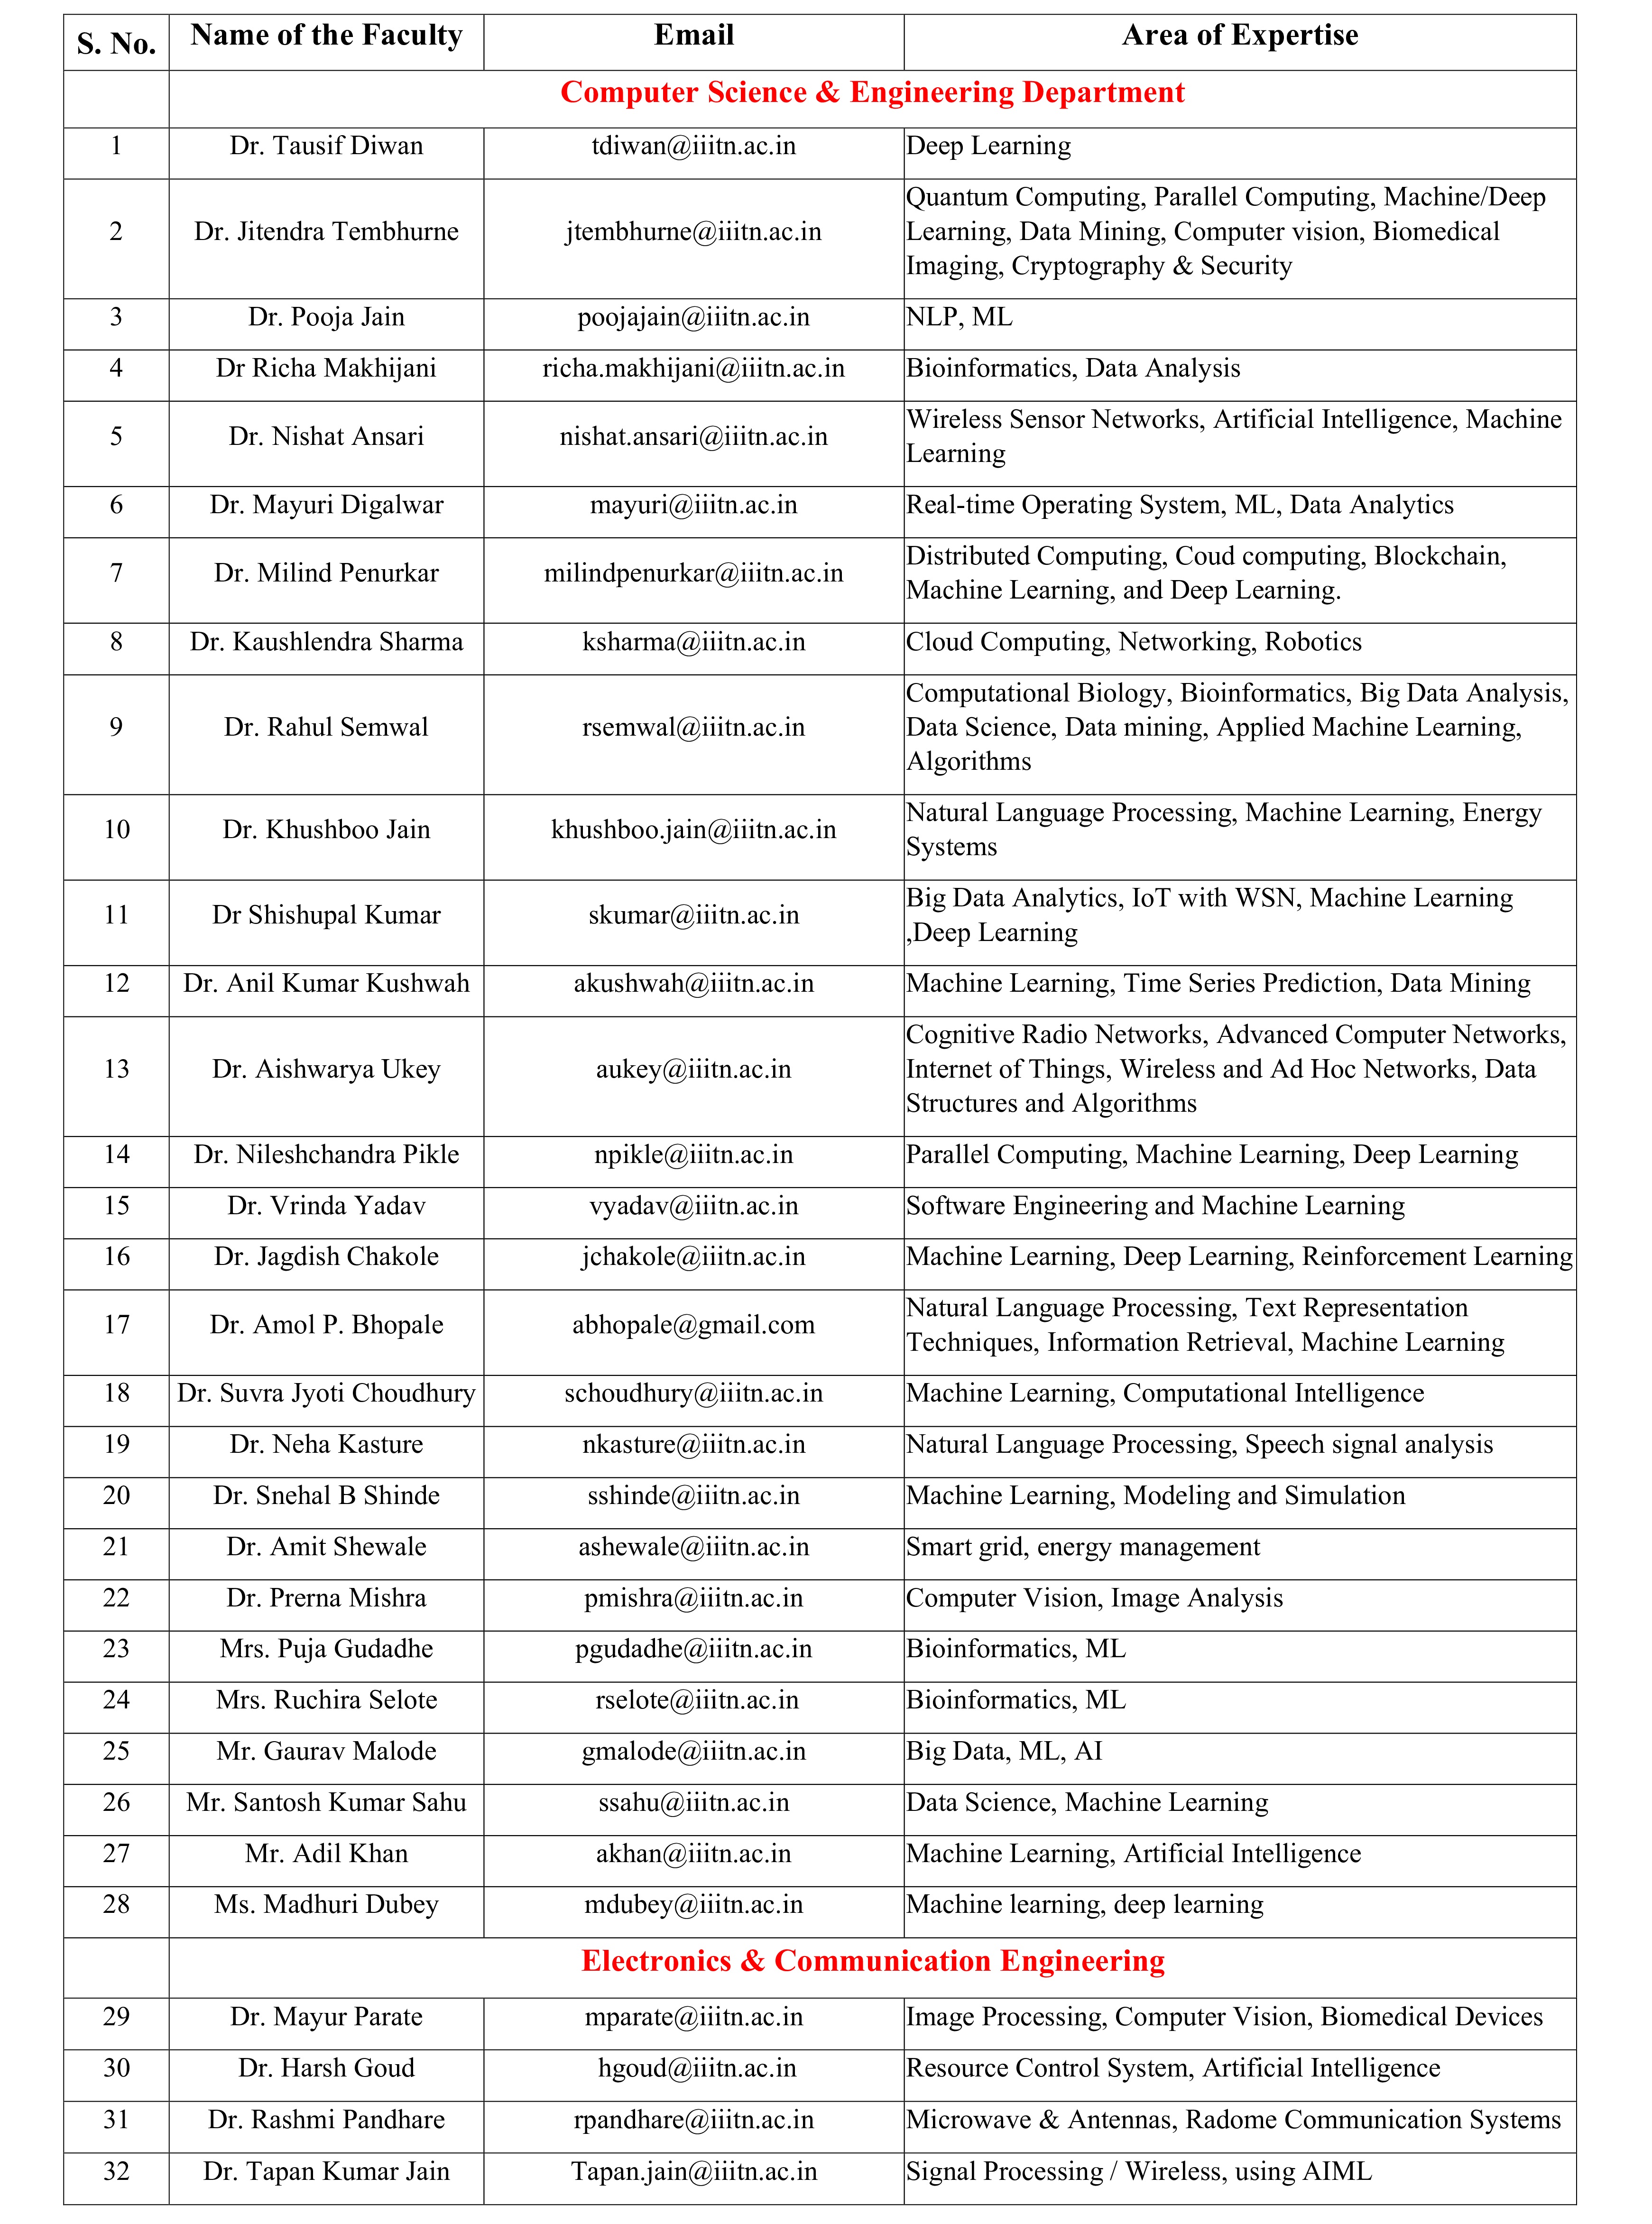 S. No. Name of the Faculty Email Area of Expertise
Computer Science & Engineering Department
1 Dr. Tausif Diwan tdiwan@iiitn.ac.in Deep Learning
2 Dr. Jitendra Tembhurne jtembhurne@iiitn.ac.in Quantum Computing, Parallel Computing, Machine/Deep
Learning, Data Mining, Computer vision, Biomedical
Imaging, Cryptography & Security
3 Dr. Pooja Jain poojajain@iiitn.ac.in NLP, ML
4 Dr Richa Makhijani richa.makhijani@iiitn.ac.in Bioinformatics, Data Analysis
5 Dr. Nishat Ansari nishat.ansari@iiitn.ac.in Wireless Sensor Networks, Artificial Intelligence, Machine
Learning
6 Dr. Mayuri Digalwar mayuri@iiitn.ac.in Real-time Operating System, ML, Data Analytics
7 Dr. Milind Penurkar milindpenurkar@iiitn.ac.in Distributed Computing, Coud computing, Blockchain,
Machine Learning, and Deep Learning.
8 Dr. Kaushlendra Sharma ksharma@iiitn.ac.in Cloud Computing, Networking, Robotics
9 Dr. Rahul Semwal rsemwal@iiitn.ac.in Computational Biology, Bioinformatics, Big Data Analysis,
Data Science, Data mining, Applied Machine Learning,
Algorithms
10 Dr. Khushboo Jain khushboo.jain@iiitn.ac.in Natural Language Processing, Machine Learning, Energy
Systems
11 Dr Shishupal Kumar skumar@iiitn.ac.in Big Data Analytics, IoT with WSN, Machine Learning
,Deep Learning
12 Dr. Anil Kumar Kushwah akushwah@iiitn.ac.in Machine Learning, Time Series Prediction, Data Mining
13 Dr. Aishwarya Ukey aukey@iiitn.ac.in Cognitive Radio Networks, Advanced Computer Networks,
Internet of Things, Wireless and Ad Hoc Networks, Data
Structures and Algorithms
14 Dr. Nileshchandra Pikle npikle@iiitn.ac.in Parallel Computing, Machine Learning, Deep Learning
15 Dr. Vrinda Yadav vyadav@iiitn.ac.in Software Engineering and Machine Learning
16 Dr. Jagdish Chakole jchakole@iiitn.ac.in Machine Learning, Deep Learning, Reinforcement Learning
17 Dr. Amol P. Bhopale abhopale@gmail.com Natural Language Processing, Text Representation
Techniques, Information Retrieval, Machine Learning
18 Dr. Suvra Jyoti Choudhury schoudhury@iiitn.ac.in Machine Learning, Computational Intelligence
19 Dr. Neha Kasture nkasture@iiitn.ac.in Natural Language Processing, Speech signal analysis
20 Dr. Snehal B Shinde sshinde@iiitn.ac.in Machine Learning, Modeling and Simulation
21 Dr. Amit Shewale ashewale@iiitn.ac.in Smart grid, energy management
22 Dr. Prerna Mishra pmishra@iiitn.ac.in Computer Vision, Image Analysis
23 Mrs. Puja Gudadhe pgudadhe@iiitn.ac.in Bioinformatics, ML
24 Mrs. Ruchira Selote rselote@iiitn.ac.in Bioinformatics, ML
25 Mr. Gaurav Malode gmalode@iiitn.ac.in Big Data, ML, AI
26 Mr. Santosh Kumar Sahu ssahu@iiitn.ac.in Data Science, Machine Learning
27 Mr. Adil Khan akhan@iiitn.ac.in Machine Learning, Artificial Intelligence
28 Ms. Madhuri Dubey mdubey@iiitn.ac.in Machine learning, deep learning
Electronics & Communication Engineering
29 Dr. Mayur Parate mparate@iiitn.ac.in Image Processing, Computer Vision, Biomedical Devices
30 Dr. Harsh Goud hgoud@iiitn.ac.in Resource Control System, Artificial Intelligence
31 Dr. Rashmi Pandhare rpandhare@iiitn.ac.in Microwave & Antennas, Radome Communication Systems
32 Dr. Tapan Kumar Jain Tapan.jain@iiitn.ac.in Signal Processing / Wireless, using AIML